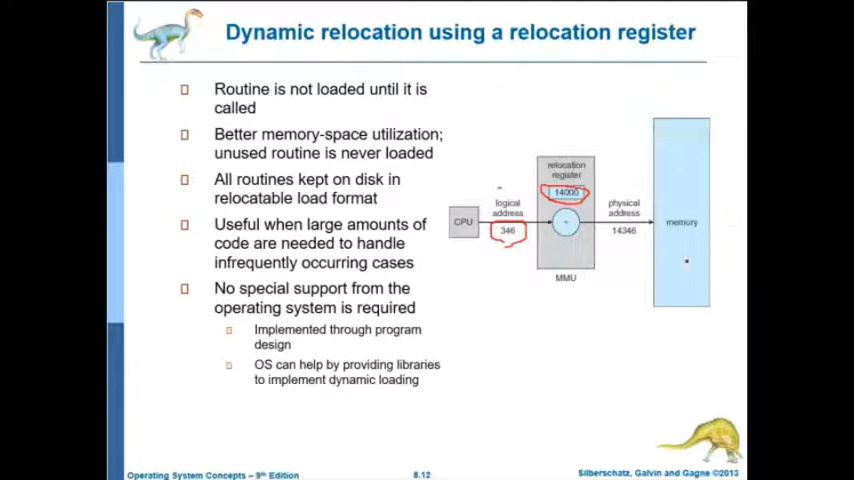 Dynamic relocation using a relocation register
Routine is not loaded until it is
called
Better memory-space utilization;
unused routine is never loaded
All routines kept on disk in
relocatable load format
Useful when large amounts of
code are needed to handle
infrequently occurring cases
No special support from the
operating system is required
Implemented through program
design
OS can help by providing libraries
to implement dynamic loading
relocation
register
14000
logical
address
346
CPU
+
physical
address
14346
memory
MMU
Operating System Concepts – 9th Edition
8.12
Silberschatz, Galvin and Gagne ©2013